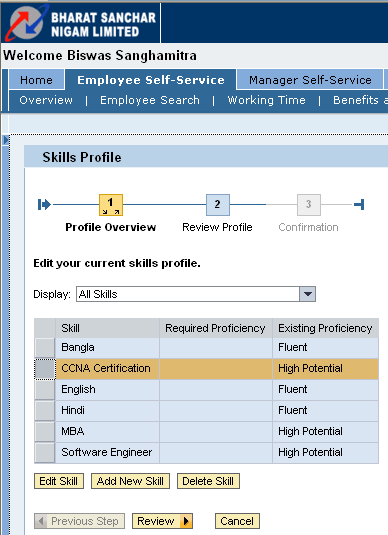 BHARAT SANCHAR
NIGAM LIMITED
Welcome Biswas Sanghamitra
Home Employee Self-Service Manager Self-Service
Overview | Employee Search | Working Time | Benefits a
Skills Profile
1 2 3
Profile Overview Review Profile Confirmation
Edit your current skills profile.
Display: All Skills
Skill Required Proficiency Existing Proficiency
Bangla Fluent
CCNA Certification High Potential
English Fluent
Hindi Fluent
MBA High Potential
Software Engineer High Potential
Edit Skill Add New Skill Delete Skill
Previous Step Review Cancel